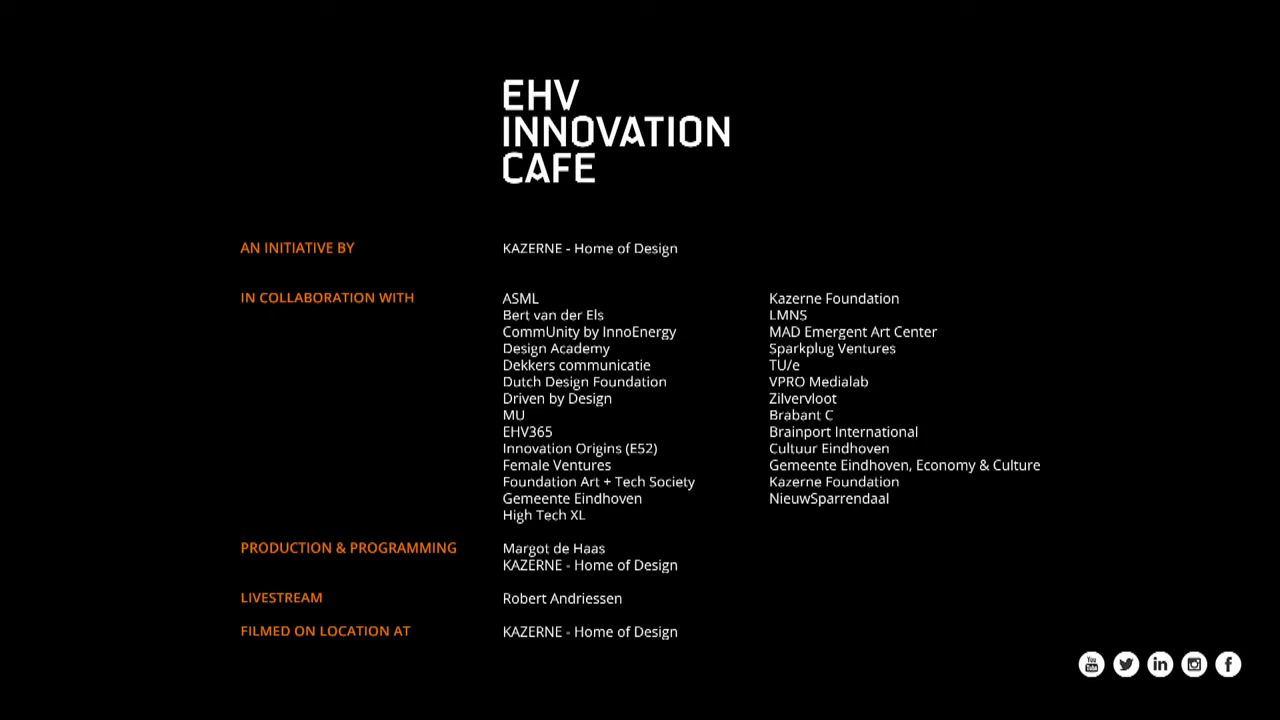 EHV
INNOVATION
CAFE
AN INITIATIVE BY
KAZERNE - Home of Design
IN COLLABORATION WITH
ASML
Bert van der Els
CommUnity by InnoEnergy
Design Academy
Dekkers communicatie
Dutch Design Foundation
Driven by Design
MU
EHV365
Innovation Origins (E52)
Female Ventures
Foundation Art + Tech Society
Gemeente Eindhoven
High Tech XL
Kazerne Foundation
LMNS
MAD Emergent Art Center
Sparkplug Ventures
TU/e
VPRO Medialab
Zilvervloot
Brabant C
Brainport International
Cultuur Eindhoven
Gemeente Eindhoven, Economy & Culture
Kazerne Foundation
NieuwSparrendaal
PRODUCTION & PROGRAMMING
Margot de Haas
KAZERNE - Home of Design
LIVESTREAM
Robert Andriessen
FILMED ON LOCATION AT
KAZERNE - Home of Design
You
Tube
in
f